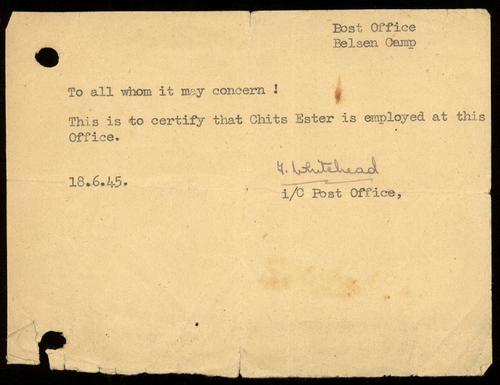 Post Office
Belsen Camp
To all whom it may concern !
This is to certify that Chits Ester is employed at this
Office.
18.6.45.
Whitehead
i/C Post Office,